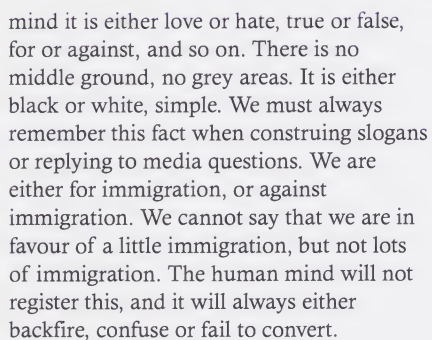 mind it is either love or hate, true or false,
for or against, and so on. There is no
middle ground, no grey areas. It is either
black or white, simple. We must always
remember this fact when construing slogans
or replying to media questions. We are
either for immigration, or against
immigration. We cannot say that we are in
favour of a little immigration, but not lots
of immigration. The human mind will not
register this, and it will always either
backfire, confuse or fail to convert.